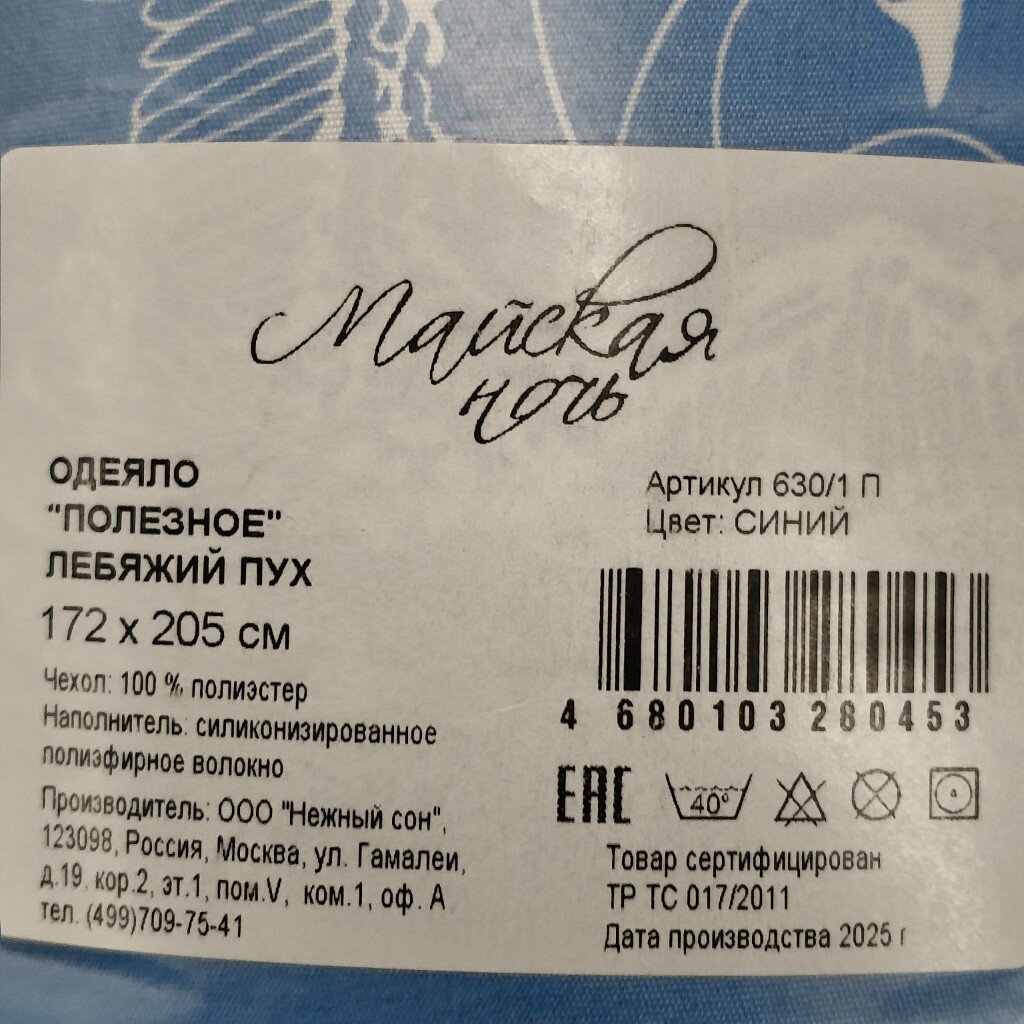 Майская
ночь
ОДЕЯЛО
"ПОЛЕЗНОЕ"
ЛЕБЯЖИЙ ПУХ
172 х 205 см
Чехол: 100 % полиэстер
Наполнитель: силиконизированное
полиэфирное волокно
Производитель: ООО "Нежный сон",
123098, Россия, Москва, ул. Гамалеи,
д.19, кор.2, эт.1, пом.V, ком.1, оф. А
тел. (499)709-75-41
Артикул 630/1 П
Цвет: СИНИЙ
4 680103 280453
EAC
40°
Товар сертифицирован
ТР ТС 017/2011
Дата производства 2025 г